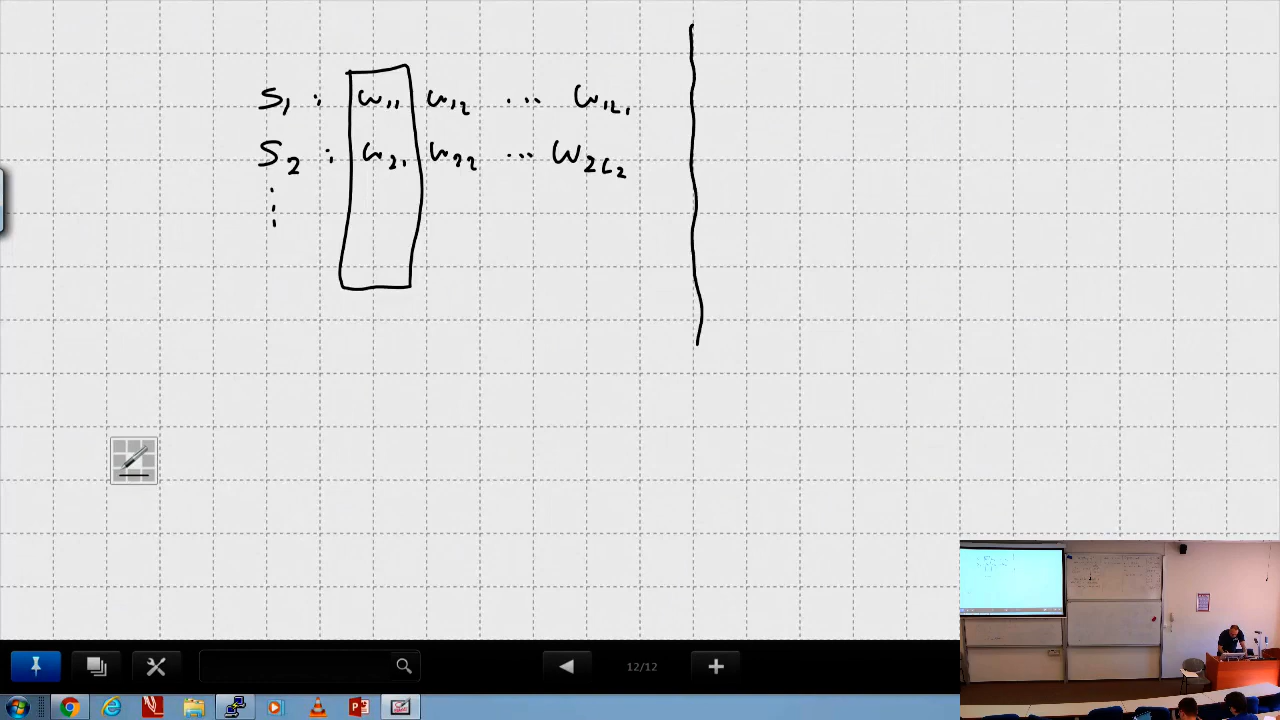 S₁ : w₁₁ w₁₂ ... w₁L₁
S₂ : w₂₁ w₂₂ ... w₂L₂
⋮
12/12